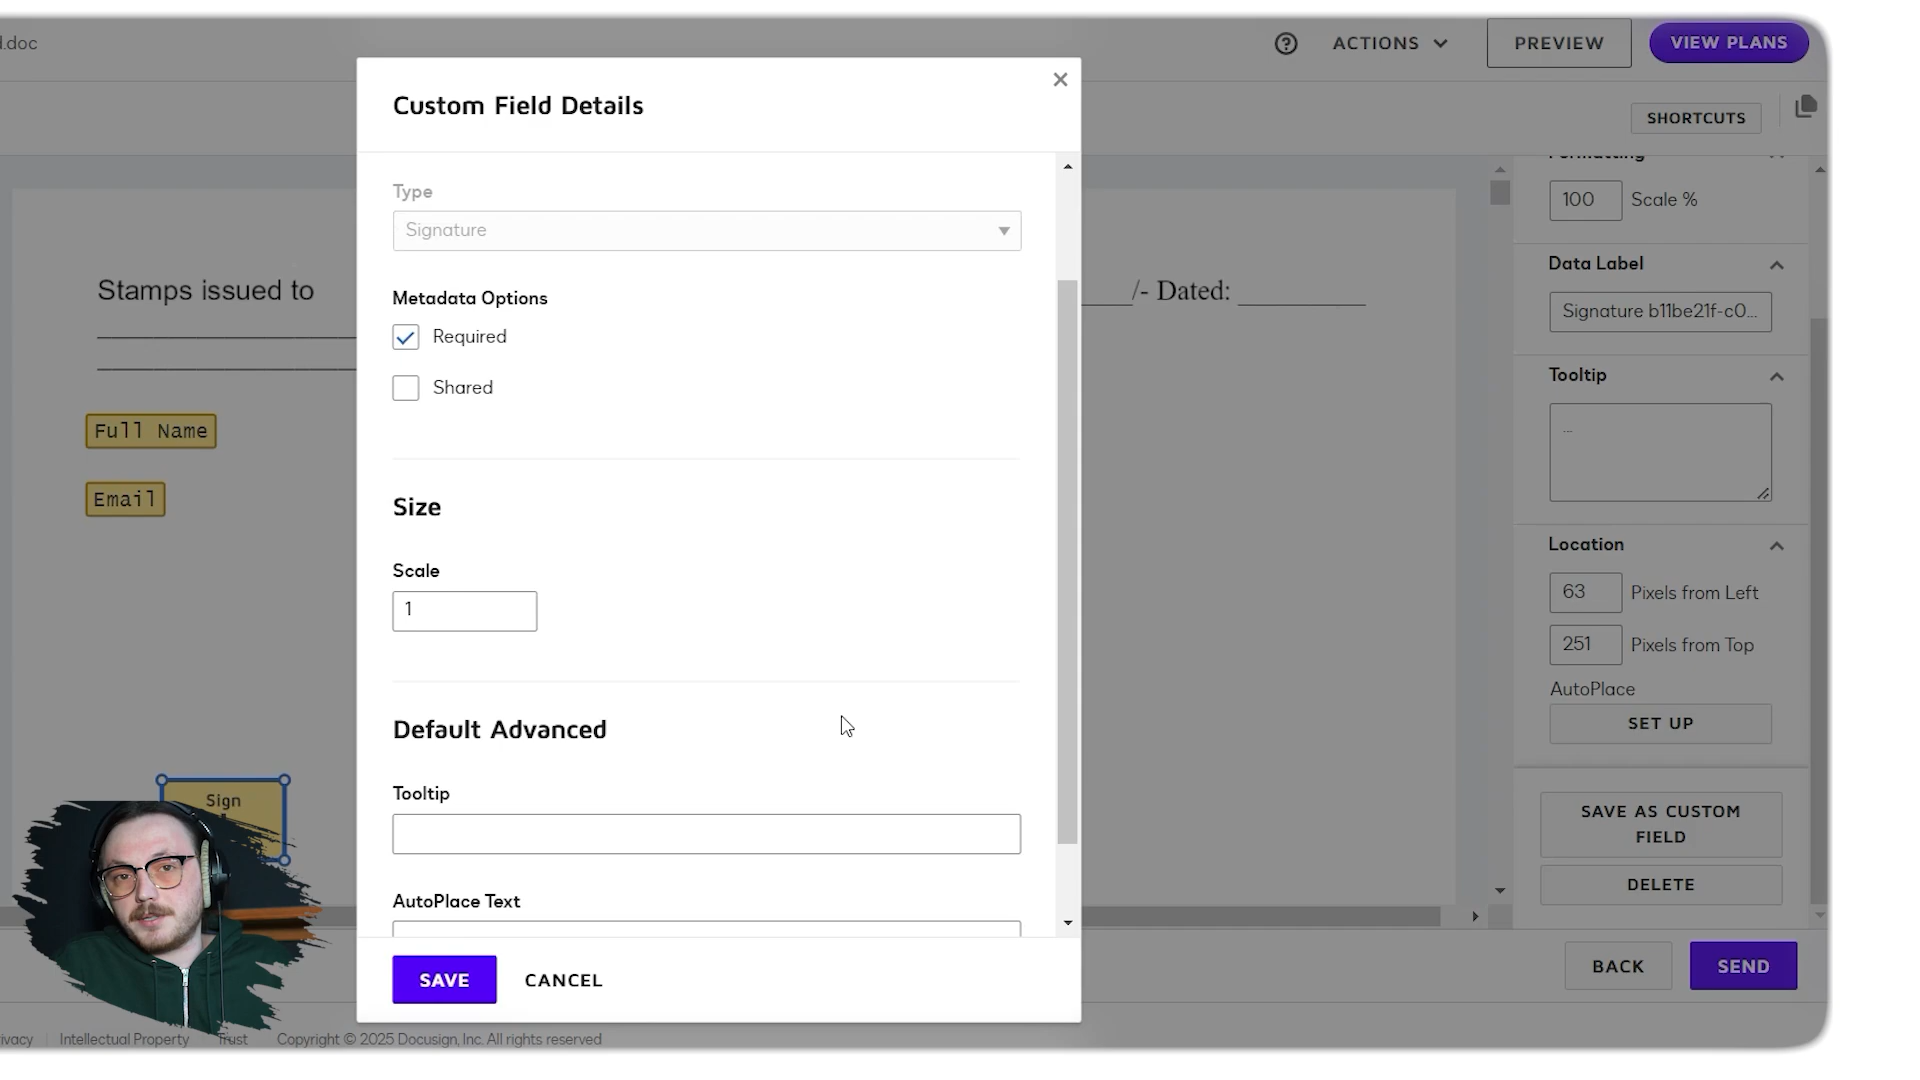 d.doc
ACTIONS
PREVIEW
VIEW PLANS
SHORTCUTS
Custom Field Details
Type
Signature
Metadata Options
Required
Shared
Size
Scale
1
Default Advanced
Tooltip
AutoPlace Text
SAVE
CANCEL
Stamps issued to
/- Dated:
Full Name
Email
Sign
Formatting
100
Scale %
Data Label
Signature b11be21f-c0...
Tooltip
...
Location
63
Pixels from Left
251
Pixels from Top
AutoPlace
SET UP
SAVE AS CUSTOM
FIELD
DELETE
BACK
SEND
ivacy
Intellectual Property
Trust
Copyright © 2025 Docusign, Inc. All rights reserved